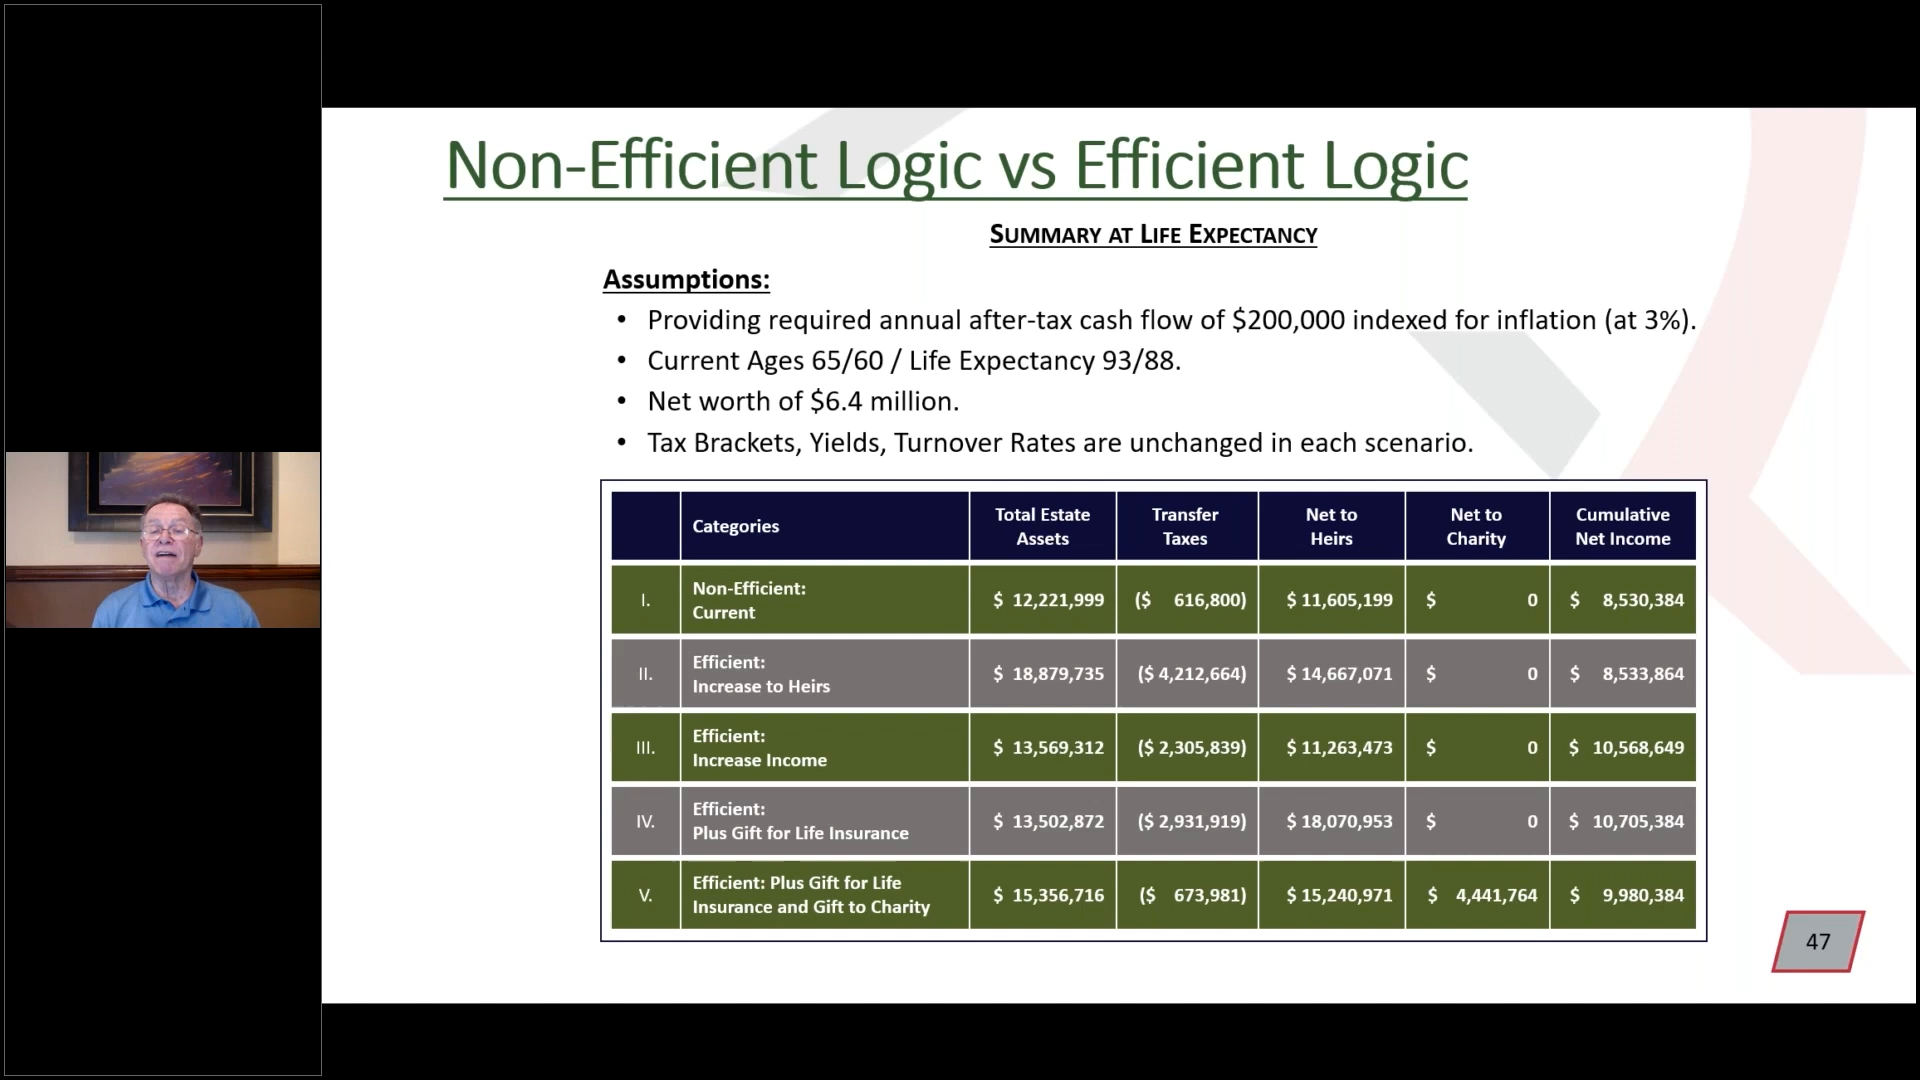 Non-Efficient Logic vs Efficient Logic
SUMMARY AT LIFE EXPECTANCY
Assumptions:
• Providing required annual after-tax cash flow of $200,000 indexed for inflation (at 3%).
• Current Ages 65/60 / Life Expectancy 93/88.
• Net worth of $6.4 million.
• Tax Brackets, Yields, Turnover Rates are unchanged in each scenario.
Categories Total Estate Assets Transfer Taxes Net to Heirs Net to Charity Cumulative Net Income
I. Non-Efficient: Current $ 12,221,999 ($ 616,800) $ 11,605,199 $ 0 $ 8,530,384
II. Efficient: Increase to Heirs $ 18,879,735 ($ 4,212,664) $ 14,667,071 $ 0 $ 8,533,864
III. Efficient: Increase Income $ 13,569,312 ($ 2,305,839) $ 11,263,473 $ 0 $ 10,568,649
IV. Efficient: Plus Gift for Life Insurance $ 13,502,872 ($ 2,931,919) $ 18,070,953 $ 0 $ 10,705,384
V. Efficient: Plus Gift for Life Insurance and Gift to Charity $ 15,356,716 ($ 673,981) $ 15,240,971 $ 4,441,764 $ 9,980,384
47